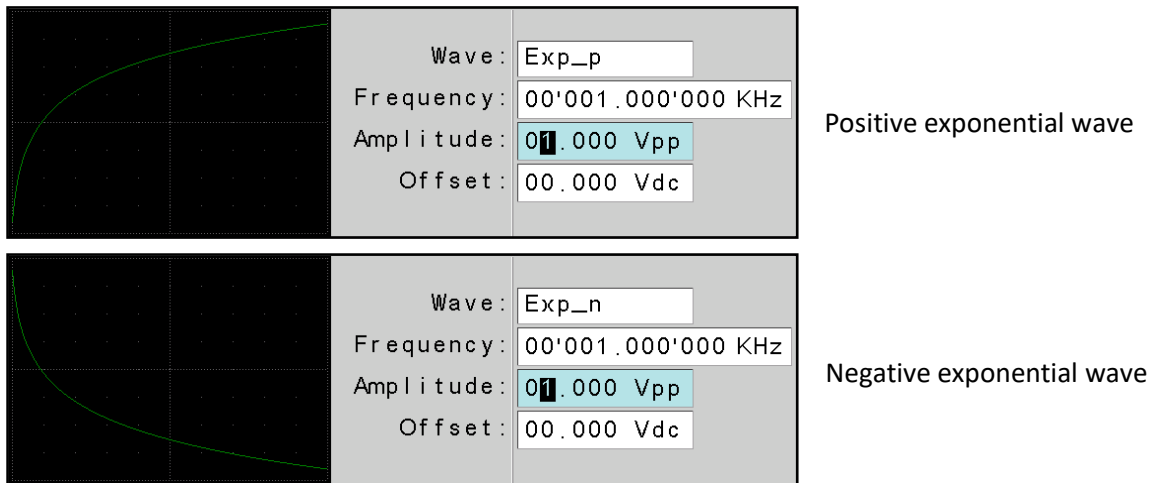 Wave: Exp_p
Frequency: 00'001.000'000 KHz
Amplitude: 01.000 Vpp
Offset: 00.000 Vdc
Positive exponential wave
Wave: Exp_n
Frequency: 00'001.000'000 KHz
Amplitude: 01.000 Vpp
Offset: 00.000 Vdc
Negative exponential wave